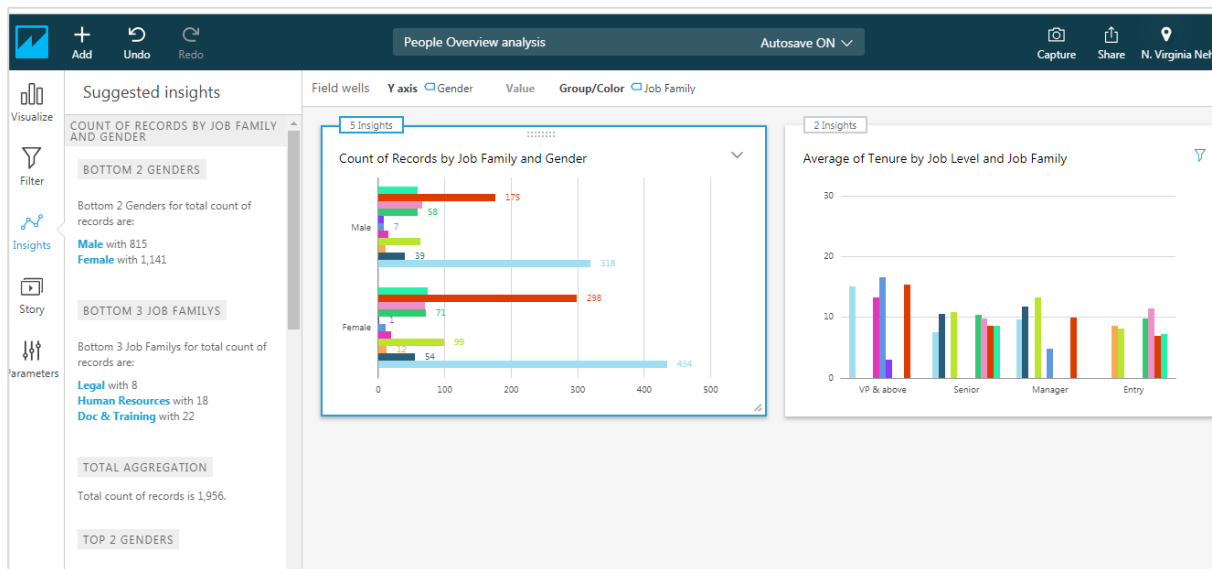 Add
Undo
Redo
People Overview analysis
Autosave ON
Capture
Share
N. Virginia Neh
Visualize
Filter
Insights
Story
Parameters
Suggested insights
COUNT OF RECORDS BY JOB FAMILY
AND GENDER
BOTTOM 2 GENDERS
Bottom 2 Genders for total count of
records are:
Male with 815
Female with 1,141
BOTTOM 3 JOB FAMILYS
Bottom 3 Job Familys for total count of
records are:
Legal with 8
Human Resources with 18
Doc & Training with 22
TOTAL AGGREGATION
Total count of records is 1,956.
TOP 2 GENDERS
Field wells Y axis Gender Value Group/Color Job Family
5 Insights
Count of Records by Job Family and Gender
Male
175
58
7
39
318
Female
298
71
1
99
12
54
434
0 100 200 300 400 500
2 Insights
Average of Tenure by Job Level and Job Family
30
20
10
0
VP & above Senior Manager Entry